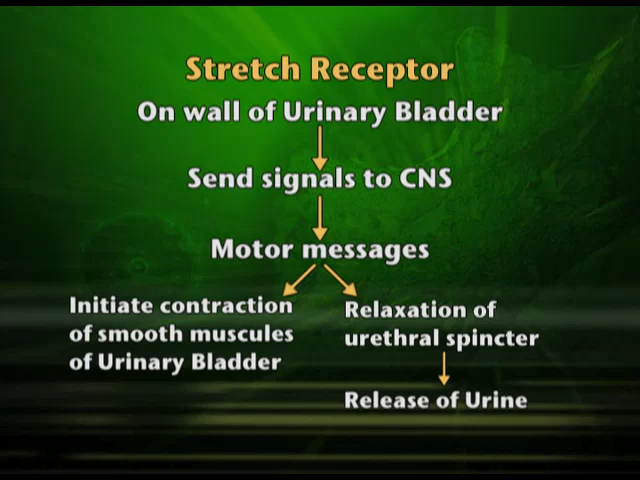 Stretch Receptor
On wall of Urinary Bladder
Send signals to CNS
Motor messages
Initiate contraction
of smooth muscules
of Urinary Bladder
Relaxation of
urethral spincter
Release of Urine